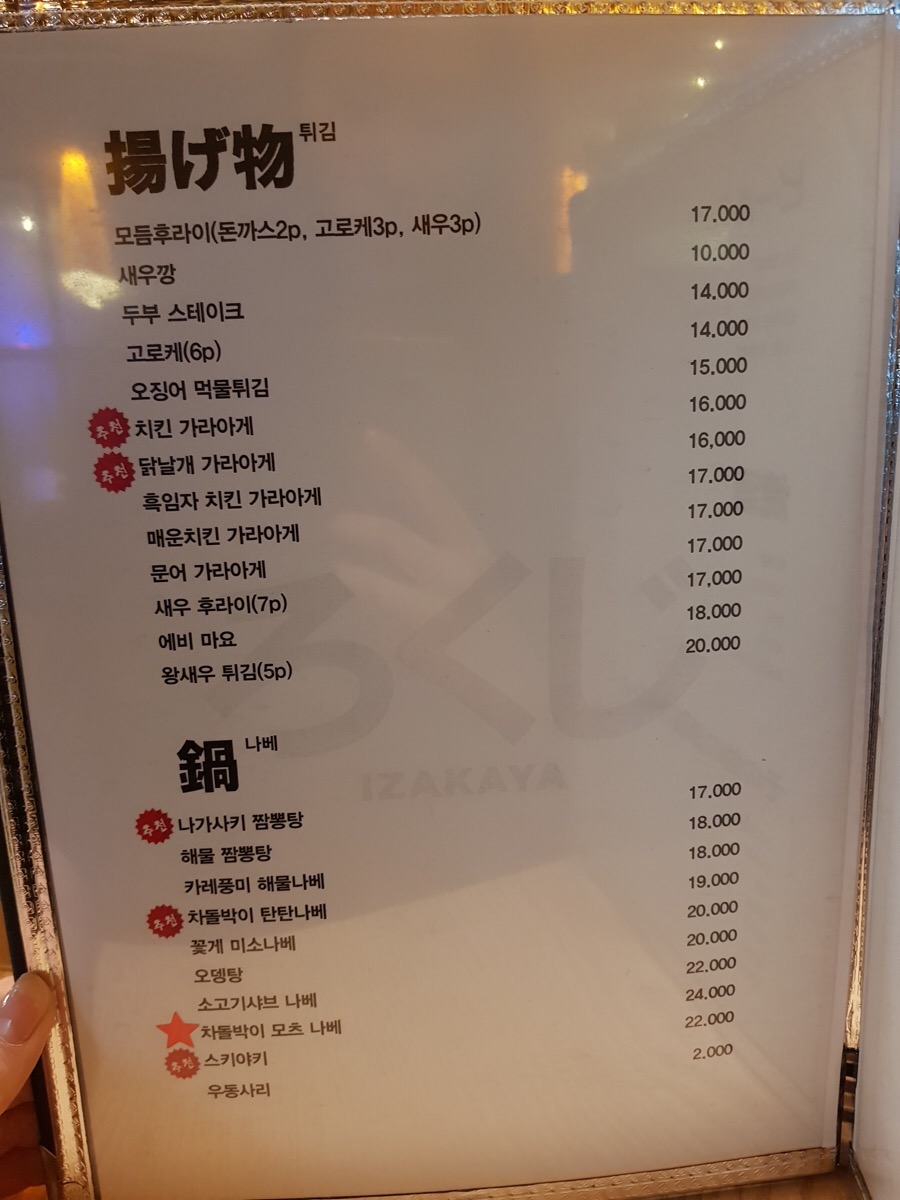 揚げ物 튀김
모듬후라이(돈까스2p, 고로케3p, 새우3p) 17.000
새우깡 10.000
두부 스테이크 14.000
고로케(6p) 14.000
오징어 먹물튀김 15.000
추천 치킨 가라아게 16.000
추천 닭날개 가라아게 16,000
흑임자 치킨 가라아게 17.000
매운치킨 가라아게 17.000
문어 가라아게 17.000
새우 후라이(7p) 17,000
에비 마요 18.000
왕새우 튀김(5p) 20.000
ろくじ
IZAKAYA
鍋 나베
추천 나가사키 짬뽕탕 17.000
해물 짬뽕탕 18.000
카레풍미 해물나베 18.000
추천 차돌박이 탄탄나베 19.000
꽃게 미소나베 20.000
오뎅탕 20.000
소고기샤브 나베 22.000
차돌박이 모츠 나베 24.000
추천 스키야키 22.000
우동사리 2.000